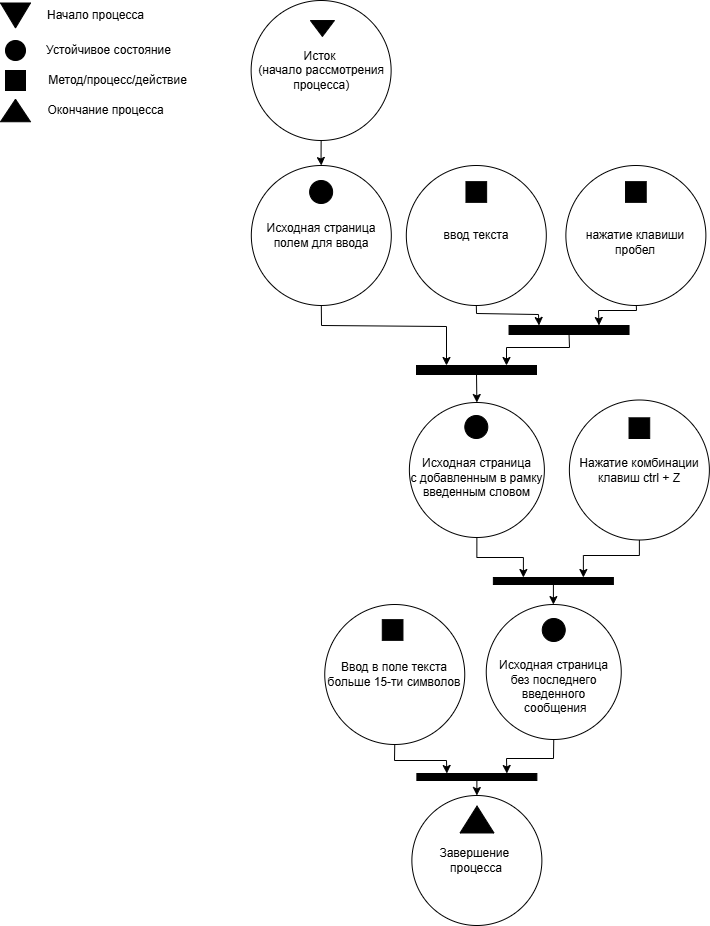 Начало процесса
Устойчивое состояние
Метод/процесс/действие
Окончание процесса
Исток
(начало рассмотрения
процесса)
Исходная страница
полем для ввода
ввод текста
нажатие клавиши
пробел
Исходная страница
с добавленным в рамку
введенным словом
Нажатие комбинации
клавиш ctrl + Z
Ввод в поле текста
больше 15-ти символов
Исходная страница
без последнего
введенного
сообщения
Завершение
процесса